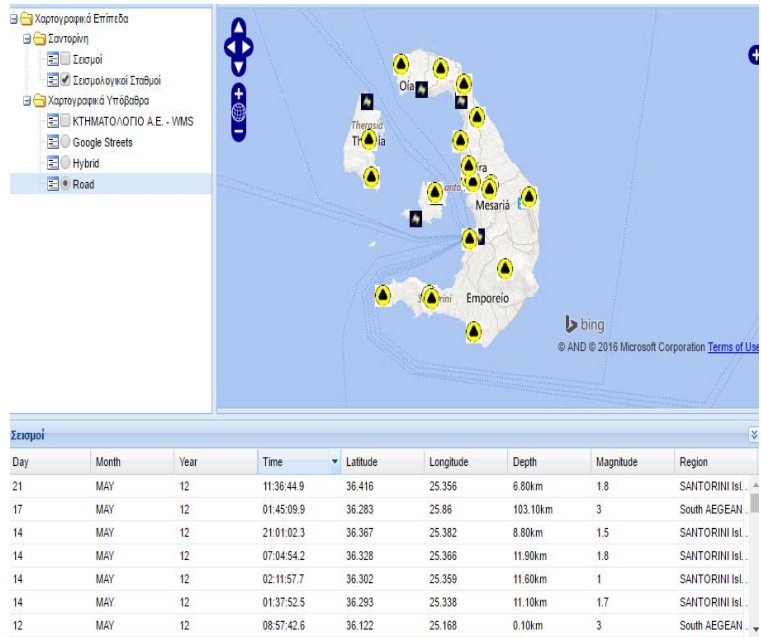 Χαρτογραφικά Επίπεδα
Σαντορίνη
Σεισμοί
Σεισμολογικοί Σταθμοί
Χαρτογραφικά Υπόβαθρα
ΚΤΗΜΑΤΟΛΟΓΙΟ Α.Ε. - WMS
Google Streets
Hybrid
Road
Oía
Therasia
Mesariá
Emporeio
bing
© AND © 2016 Microsoft Corporation Terms of Use
Σεισμοί
Day Month Year Time Latitude Longitude Depth Magnitude Region
21 MAY 12 11:36:44.9 36.416 25.356 6.80km 1.8 SANTORINI Isl. .
17 MAY 12 01:45:09.9 36.283 25.86 103.10km 3 South AEGEAN .
14 MAY 12 21:01:02.3 36.367 25.382 8.80km 1.5 SANTORINI Isl. .
14 MAY 12 07:04:54.2 36.328 25.366 11.90km 1.8 SANTORINI Isl. .
14 MAY 12 02:11:57.7 36.302 25.359 11.60km 1 SANTORINI Isl. .
14 MAY 12 01:37:52.5 36.293 25.338 11.10km 1.7 SANTORINI Isl. .
12 MAY 12 08:57:42.6 36.122 25.168 0.10km 3 South AEGEAN .